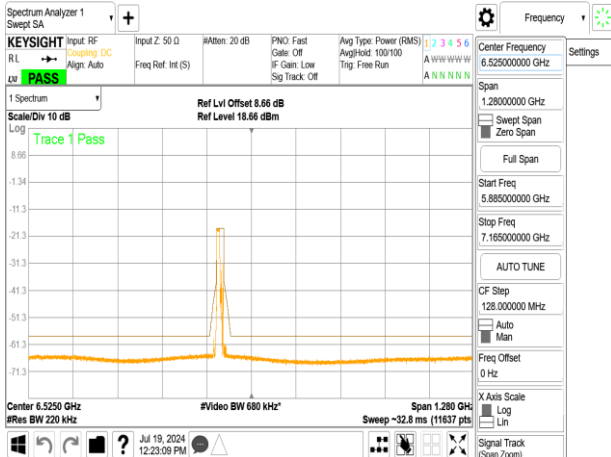 Spectrum Analyzer 1
Swept SA
+
Frequency
KEYSIGHT
RL
PASS
Input: RF
Coupling: DC
Align: Auto
Input Z: 50 Ω
Freq Ref: Int (S)
#Atten: 20 dB
PNO: Fast
Gate: Off
IF Gain: Low
Sig Track: Off
Avg Type: Power (RMS)
Avg|Hold: 100/100
Trig: Free Run
1 2 3 4 5 6
A W W W W W
A N N N N N
1 Spectrum
Scale/Div 10 dB
Ref Lvl Offset 8.66 dB
Ref Level 18.66 dBm
Log
Trace 1 Pass
8.66
-1.34
-11.3
-21.3
-31.3
-41.3
-51.3
-61.3
-71.3
Center 6.5250 GHz
#Video BW 680 kHz*
Span 1.280 GHz
#Res BW 220 kHz
Sweep ~32.8 ms (11637 pts
Jul 19, 2024
12:23:09 PM
?
Center Frequency
6.525000000 GHz
Settings
Span
1.28000000 GHz
Swept Span
Zero Span
Full Span
Start Freq
5.885000000 GHz
Stop Freq
7.165000000 GHz
AUTO TUNE
CF Step
128.000000 MHz
Auto
Man
Freq Offset
0 Hz
X Axis Scale
Log
Lin
Signal Track
(Span Zoom)